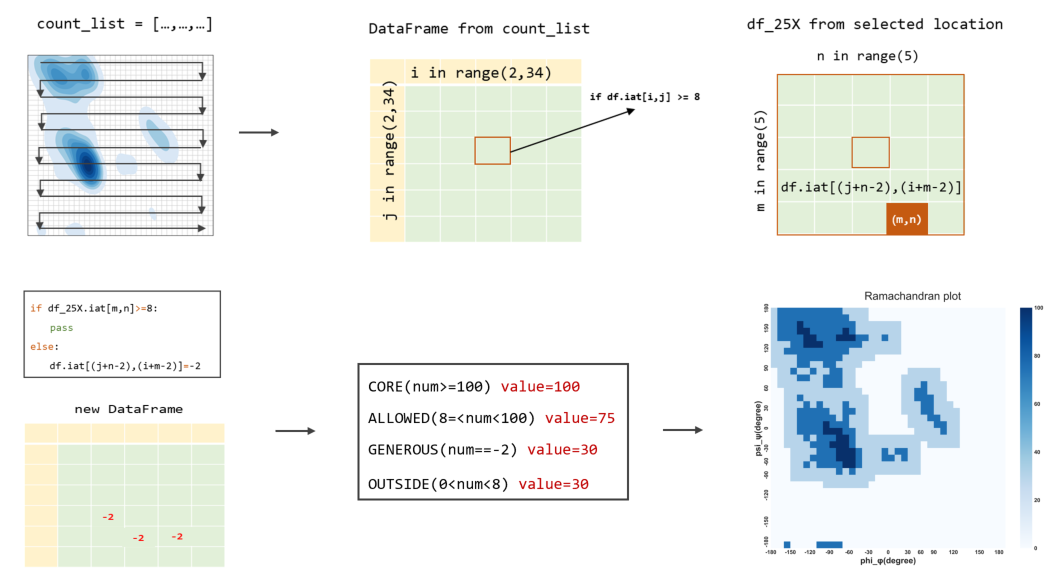 count_list = […,…,…]
DataFrame from count_list
i in range(2,34)
j in range(2,34)
if df.iat[i,j] >= 8
df_25X from selected location
n in range(5)
m in range(5)
df.iat[(j+n-2),(i+m-2)]
(m,n)
if df_25X.iat[m,n]>=8:
pass
else:
df.iat[(j+n-2),(i+m-2)]=-2
new DataFrame
-2
-2
-2
CORE(num>=100) value=100
ALLOWED(8=<num<100) value=75
GENEROUS(num==-2) value=30
OUTSIDE(0<num<8) value=30
Ramachandran plot
psi_ψ(degree)
180
150
120
90
60
30
0
-30
-60
-90
-120
-150
-180
-180 -150 -120 -90 -60 -30 0 30 60 90 120 150 180
phi_φ(degree)
100
80
60
40
20
0